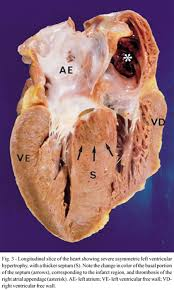 AE
*
VD
VE
S
Fig. 3 - Longitudinal slice of the heart showing severe asymmetric left ventricular
hypertrophy, with a thicker septum (S). Note the change in color of the basal portion
of the septum (arrows), corresponding to the infarct region, and thrombosis of the
right atrial appendage (asterisk). AE- left atrium; VE- left ventricular free wall; VD-
right ventricular free wall.